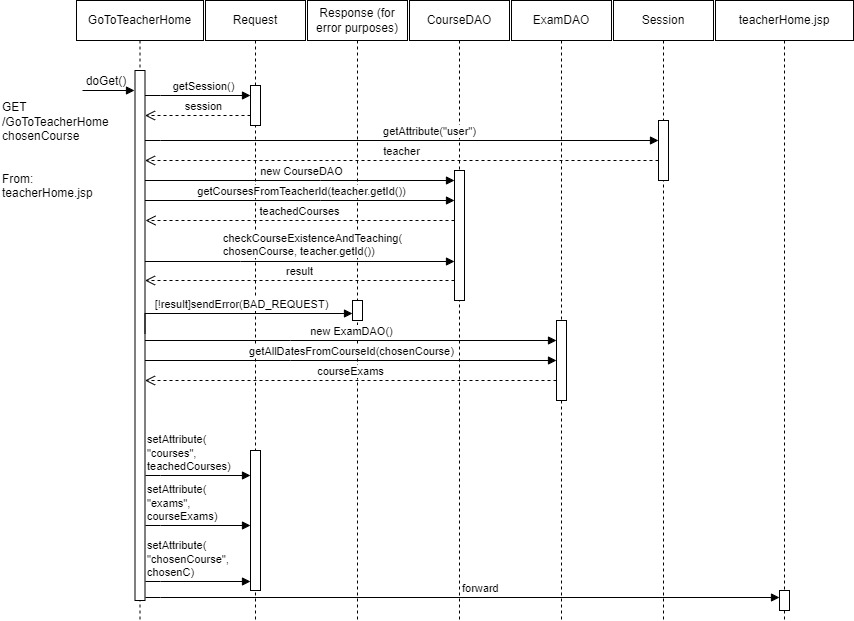 GoToTeacherHome
Request
Response (for
error purposes)
CourseDAO
ExamDAO
Session
teacherHome.jsp
doGet()
getSession()
GET
/GoToTeacherHome
chosenCourse
session
getAttribute("user")
teacher
From:
teacherHome.jsp
new CourseDAO
getCoursesFromTeacherId(teacher.getId())
teachedCourses
checkCourseExistenceAndTeaching(
chosenCourse, teacher.getId())
result
[!result]sendError(BAD_REQUEST)
new ExamDAO()
getAllDatesFromCourseId(chosenCourse)
courseExams
setAttribute(
"courses",
teachedCourses)
setAttribute(
"exams",
courseExams)
setAttribute(
"chosenCourse",
chosenC)
forward